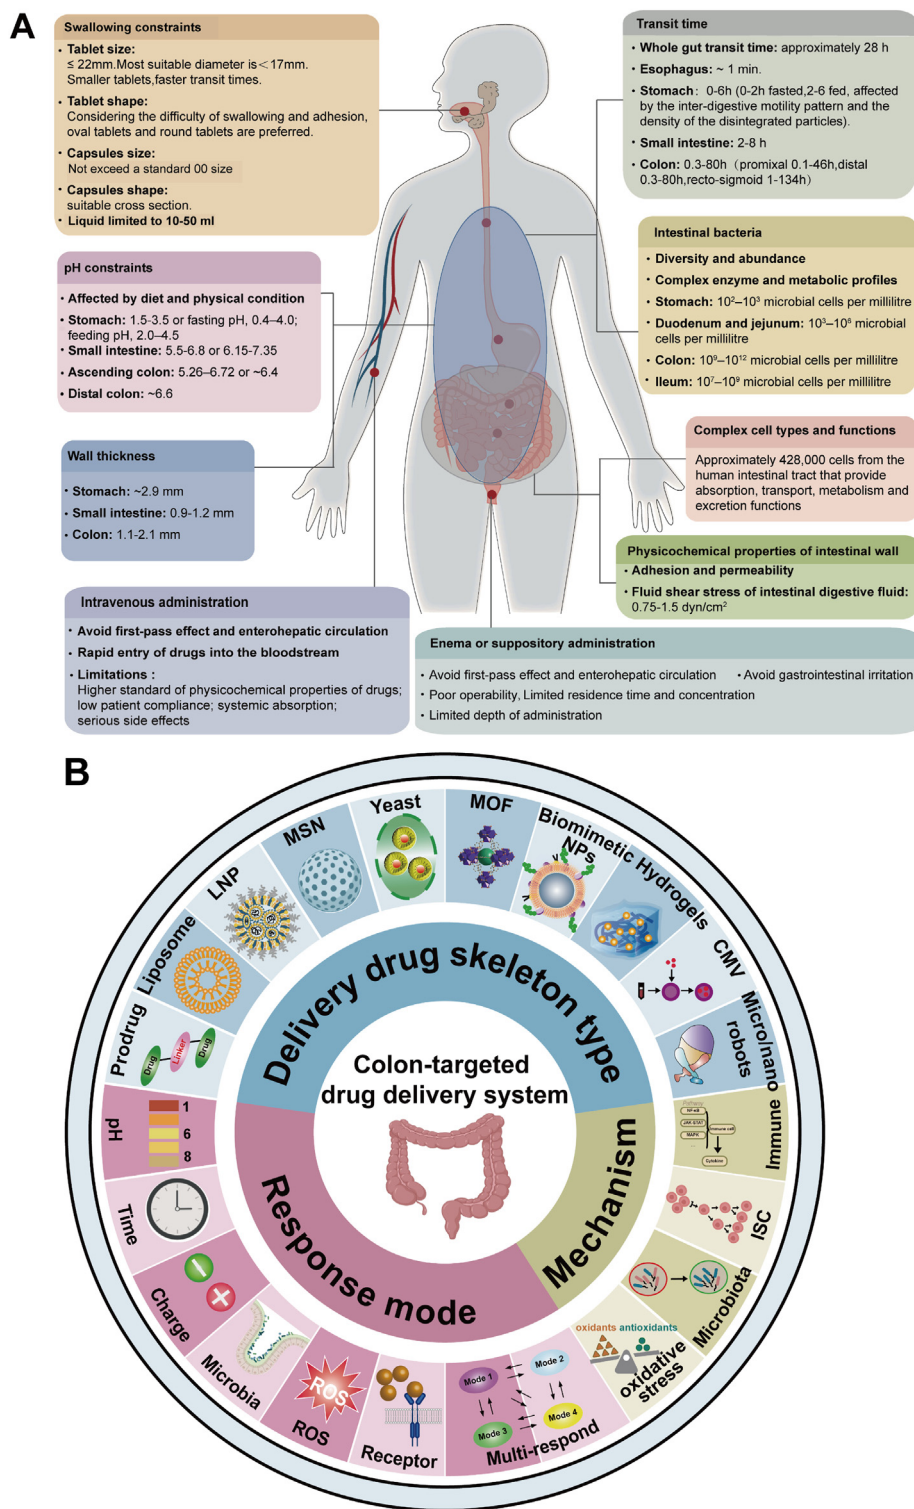 A
Swallowing constraints
• Tablet size:
≤ 22mm.Most suitable diameter is＜17mm.
Smaller tablets,faster transit times.
• Tablet shape:
Considering the difficulty of swallowing and adhesion,
oval tablets and round tablets are preferred.
• Capsules size:
Not exceed a standard 00 size
• Capsules shape:
suitable cross section.
• Liquid limited to 10-50 ml
Transit time
• Whole gut transit time: approximately 28 h
• Esophagus: ~ 1 min.
• Stomach： 0-6h (0-2h fasted,2-6 fed, affected
by the inter-digestive motility pattern and the
density of the disintegrated particles).
• Small intestine: 2-8 h
• Colon: 0.3-80h （promixal 0.1-46h,distal
0.3-80h,recto-sigmoid 1-134h）
pH constraints
• Affected by diet and physical condition
• Stomach: 1.5-3.5 or fasting pH, 0.4–4.0;
feeding pH, 2.0–4.5
• Small intestine: 5.5-6.8 or 6.15-7.35
• Ascending colon: 5.26–6.72 or ~6.4
• Distal colon: ~6.6
Intestinal bacteria
• Diversity and abundance
• Complex enzyme and metabolic profiles
• Stomach: 10²–10³ microbial cells per millilitre
• Duodenum and jejunum: 10³–10⁸ microbial
cells per millilitre
• Colon: 10⁹–10¹² microbial cells per millilitre
• Ileum: 10⁷–10⁹ microbial cells per millilitre
Wall thickness
• Stomach: ~2.9 mm
• Small intestine: 0.9-1.2 mm
• Colon: 1.1-2.1 mm
Complex cell types and functions
Approximately 428,000 cells from the
human intestinal tract that provide
absorption, transport, metabolism and
excretion functions
Physicochemical properties of intestinal wall
• Adhesion and permeability
• Fluid shear stress of intestinal digestive fluid:
0.75-1.5 dyn/cm²
Intravenous administration
• Avoid first-pass effect and enterohepatic circulation
• Rapid entry of drugs into the bloodstream
• Limitations :
Higher standard of physicochemical properties of drugs;
low patient compliance; systemic absorption;
serious side effects
Enema or suppository administration
• Avoid first-pass effect and enterohepatic circulation • Avoid gastrointestinal irritation
• Poor operability, Limited residence time and concentration
• Limited depth of administration
B
Colon-targeted
drug delivery system
Delivery drug skeleton type
Prodrug
Drug
Linker
Drug
Liposome
LNP
MSN
Yeast
MOF
Biomimetic
NPs
Hydrogels
CMV
Micro/nano
robots
Mechanism
Immune
Pathway
NF-κB
JAK-STAT
MAPK
Immune cell
Cytokine
ISC
Microbiota
oxidants antioxidants
oxidative
stress
Response mode
pH
1
6
8
Time
Charge
Microbia
ROS
ROS
Receptor
Mode 1
Mode 2
Mode 3
Mode 4
Multi-respond